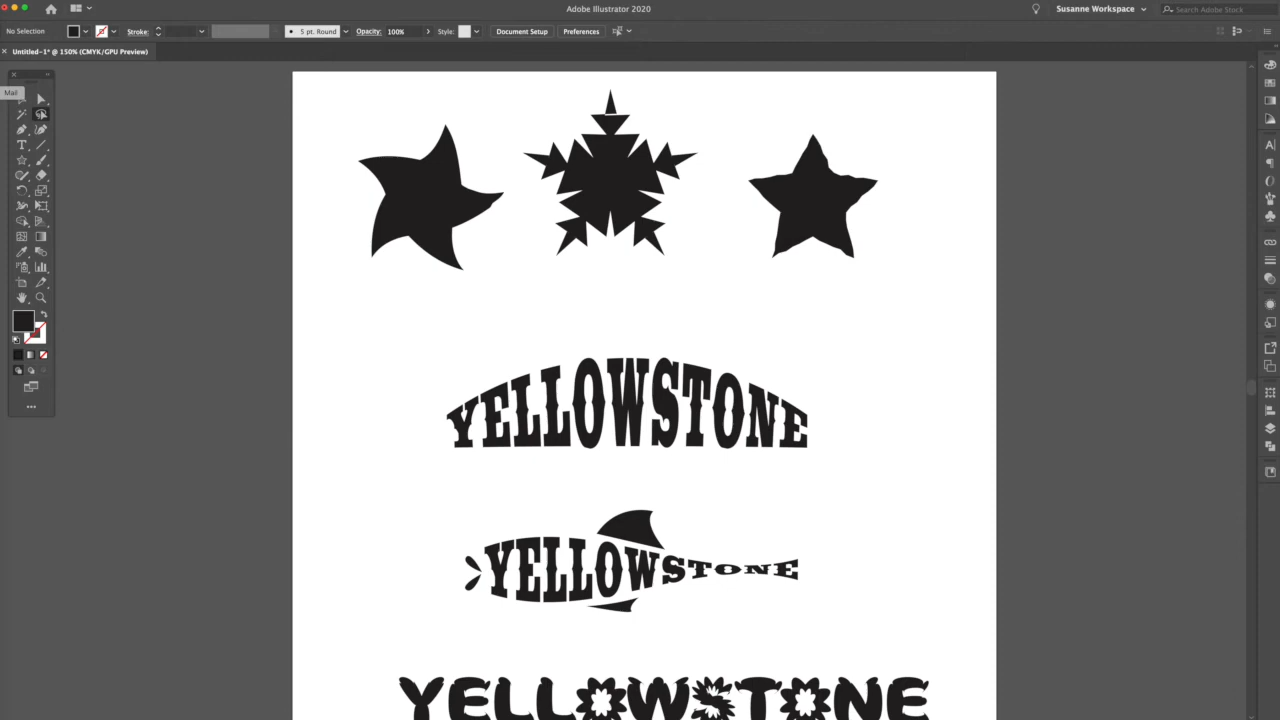 Adobe Illustrator 2020
Susanne Workspace
Search Adobe Stock
No Selection
Stroke:
5 pt. Round
Opacity: 100%
Style:
Document Setup
Preferences
Untitled-1* @ 150% (CMYK/GPU Preview)
Mail
YELLOWSTONE
YELLOWSTONE
YELLOWSTONE